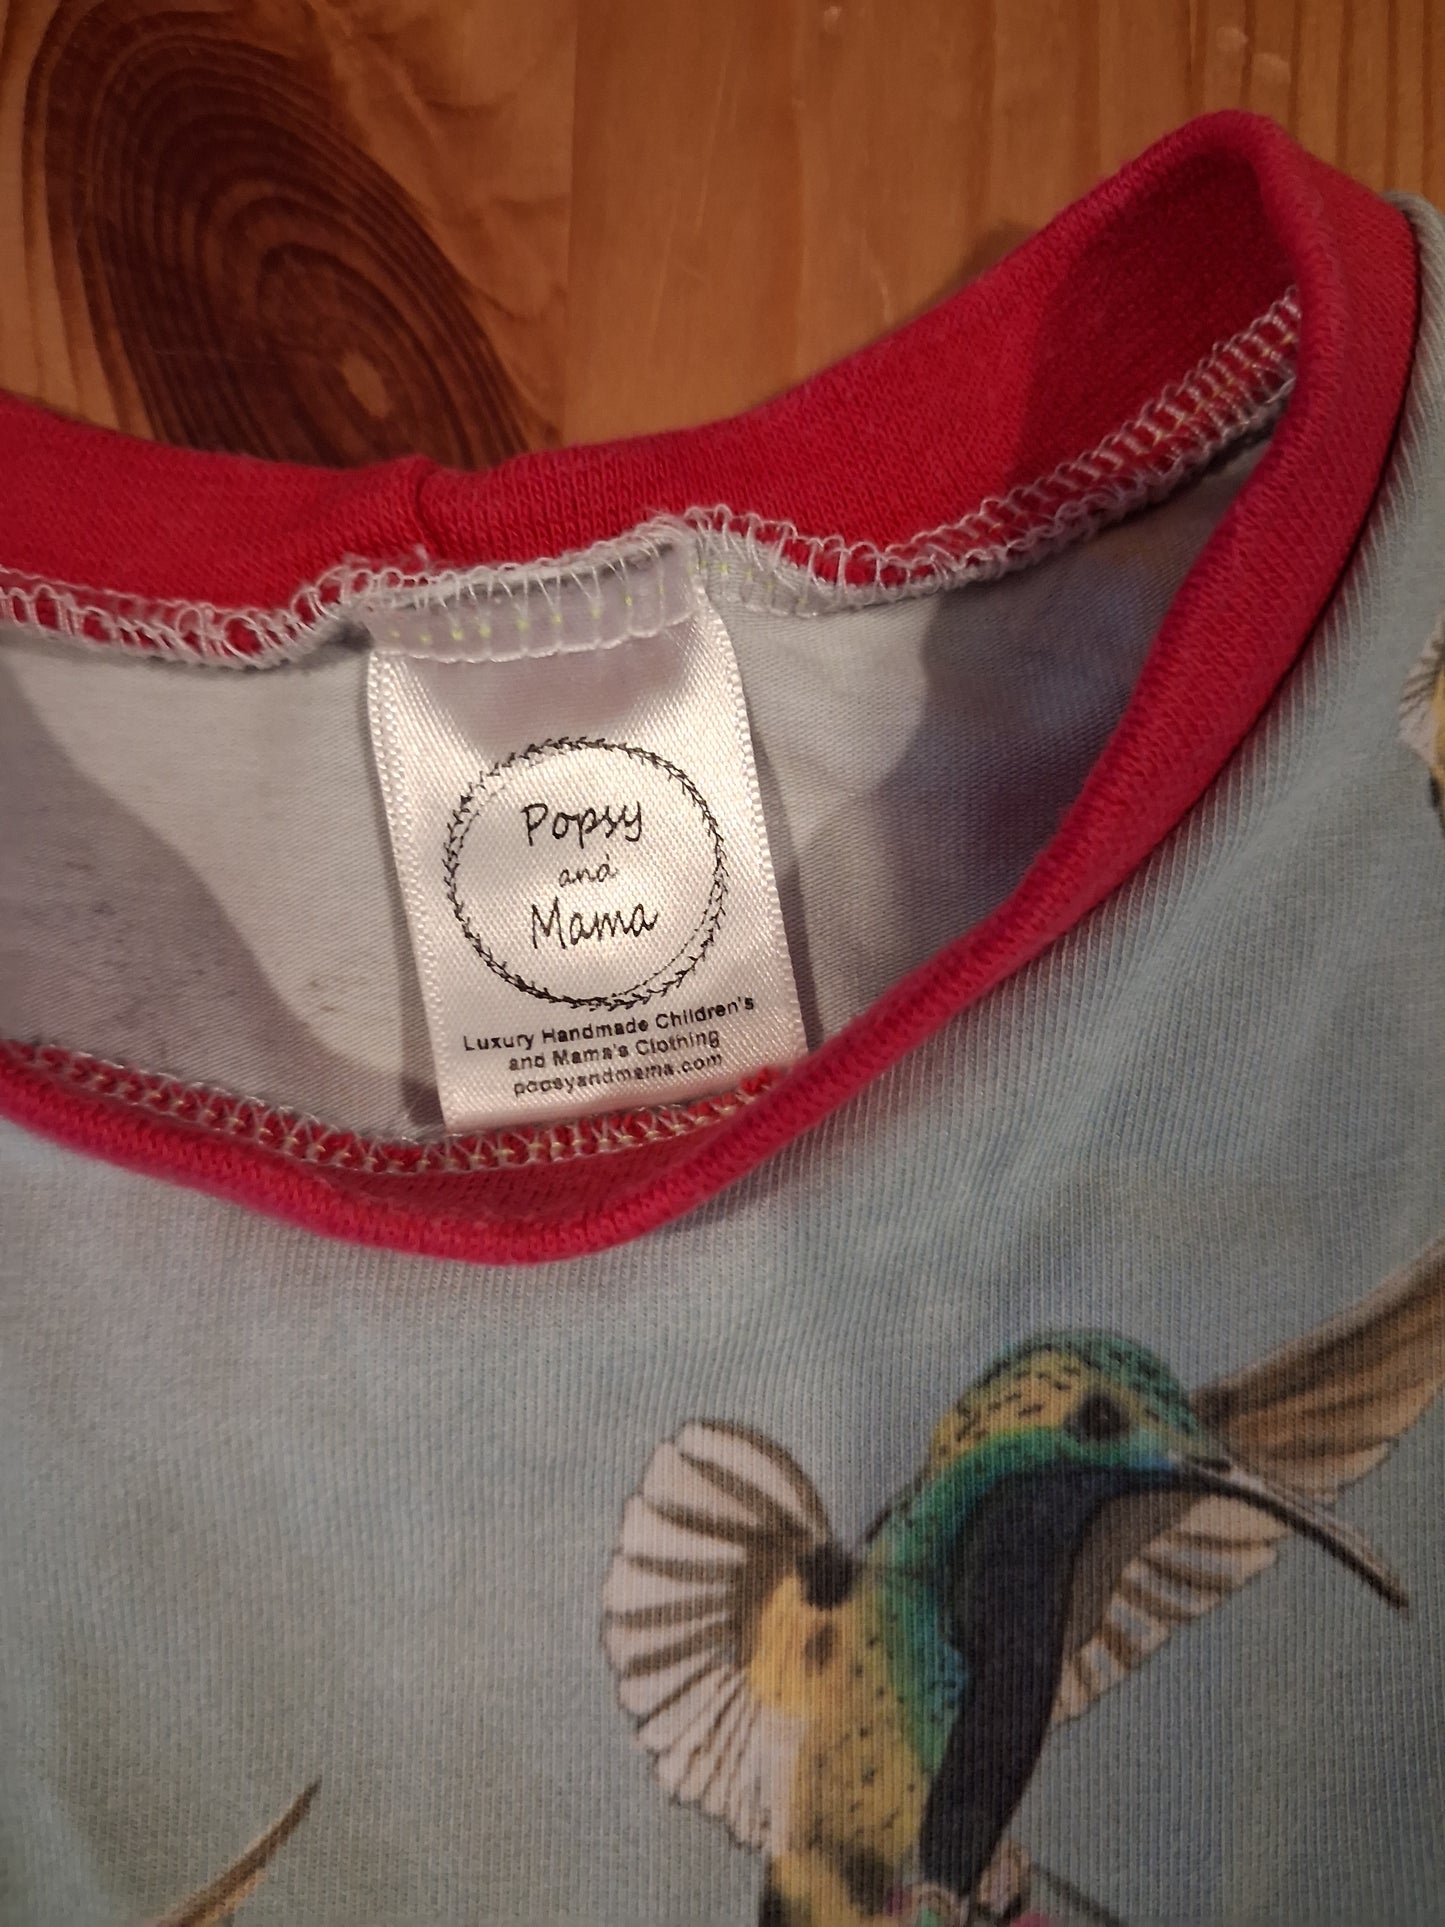 Popsy
and
Mama
Luxury Handmade Children's
and Mama's Clothing
popsyandmama.com